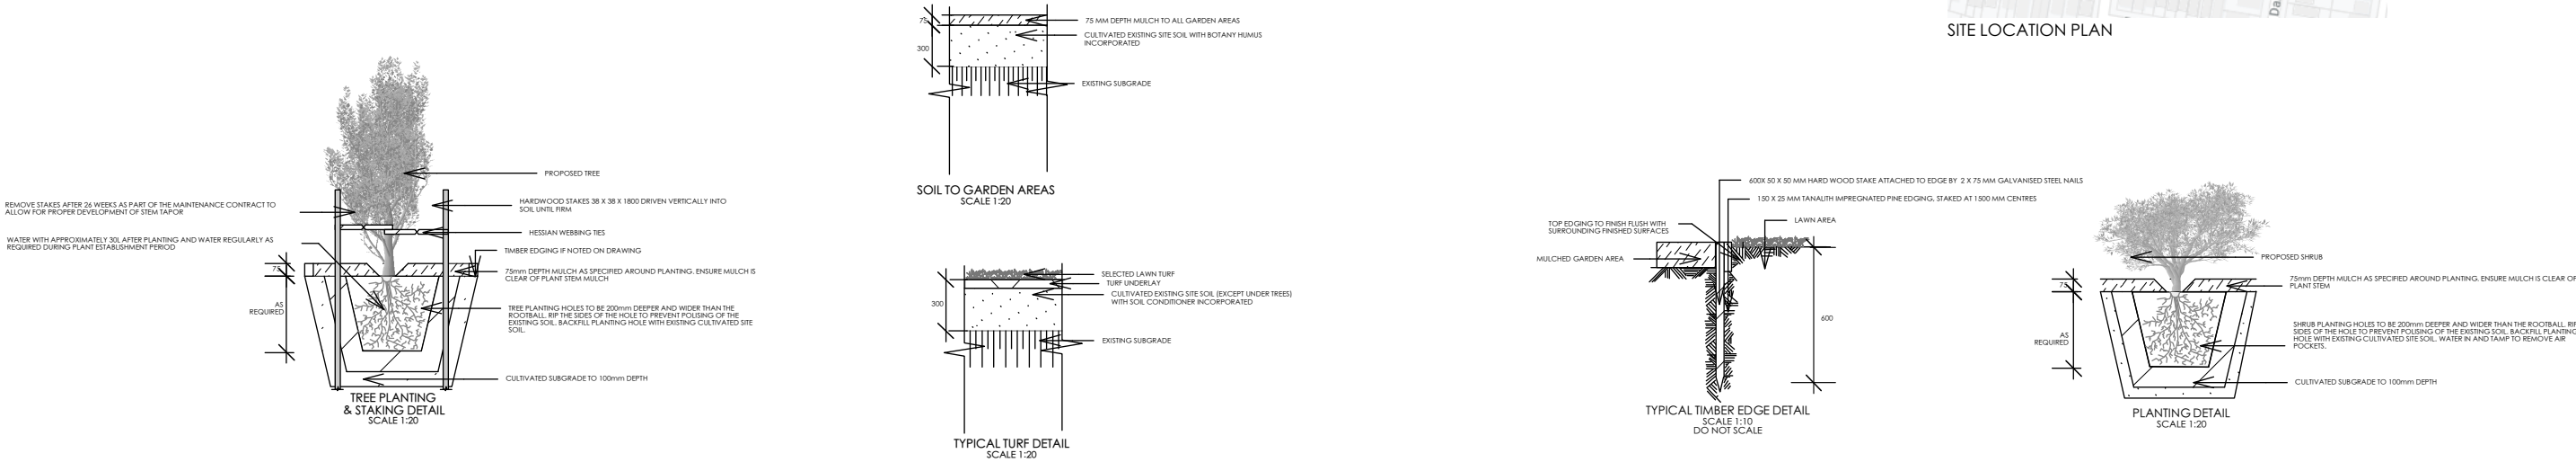 SITE LOCATION PLAN
75
300
75 MM DEPTH MULCH TO ALL GARDEN AREAS
CULTIVATED EXISTING SITE SOIL WITH BOTANY HUMUS
INCORPORATED
EXISTING SUBGRADE
SOIL TO GARDEN AREAS
SCALE 1:20
PROPOSED TREE
REMOVE STAKES AFTER 26 WEEKS AS PART OF THE MAINTENANCE CONTRACT TO
ALLOW FOR PROPER DEVELOPMENT OF STEM TAPOR
HARDWOOD STAKES 38 X 38 X 1800 DRIVEN VERTICALLY INTO
SOIL UNTIL FIRM
HESSIAN WEBBING TIES
WATER WITH APPROXIMATELY 30L AFTER PLANTING AND WATER REGULARLY AS
REQUIRED DURING PLANT ESTABLISHMENT PERIOD
TIMBER EDGING IF NOTED ON DRAWING
75
75mm DEPTH MULCH AS SPECIFIED AROUND PLANTING. ENSURE MULCH IS
CLEAR OF PLANT STEM MULCH
AS
REQUIRED
TREE PLANTING HOLES TO BE 200mm DEEPER AND WIDER THAN THE
ROOTBALL. RIP THE SIDES OF THE HOLE TO PREVENT POLISING OF THE
EXISTING SOIL. BACKFILL PLANTING HOLE WITH EXISTING CULTIVATED SITE
SOIL.
CULTIVATED SUBGRADE TO 100mm DEPTH
TREE PLANTING
& STAKING DETAIL
SCALE 1:20
300
SELECTED LAWN TURF
TURF UNDERLAY
CULTIVATED EXISTING SITE SOIL (EXCEPT UNDER TREES)
WITH SOIL CONDITIONER INCORPORATED
EXISTING SUBGRADE
TYPICAL TURF DETAIL
SCALE 1:20
600X 50 X 50 MM HARD WOOD STAKE ATTACHED TO EDGE BY 2 X 75 MM GALVANISED STEEL NAILS
150 X 25 MM TANALITH IMPREGNATED PINE EDGING, STAKED AT 1500 MM CENTRES
TOP EDGING TO FINISH FLUSH WITH
SURROUNDING FINISHED SURFACES
LAWN AREA
MULCHED GARDEN AREA
600
TYPICAL TIMBER EDGE DETAIL
SCALE 1:10
DO NOT SCALE
PROPOSED SHRUB
75
75mm DEPTH MULCH AS SPECIFIED AROUND PLANTING. ENSURE MULCH IS CLEAR OF
PLANT STEM
AS
REQUIRED
SHRUB PLANTING HOLES TO BE 200mm DEEPER AND WIDER THAN THE ROOTBALL. RIP
SIDES OF THE HOLE TO PREVENT POLISING OF THE EXISTING SOIL. BACKFILL PLANTING
HOLE WITH EXISTING CULTIVATED SITE SOIL, WATER IN AND TAMP TO REMOVE AIR
POCKETS.
CULTIVATED SUBGRADE TO 100mm DEPTH
PLANTING DETAIL
SCALE 1:20